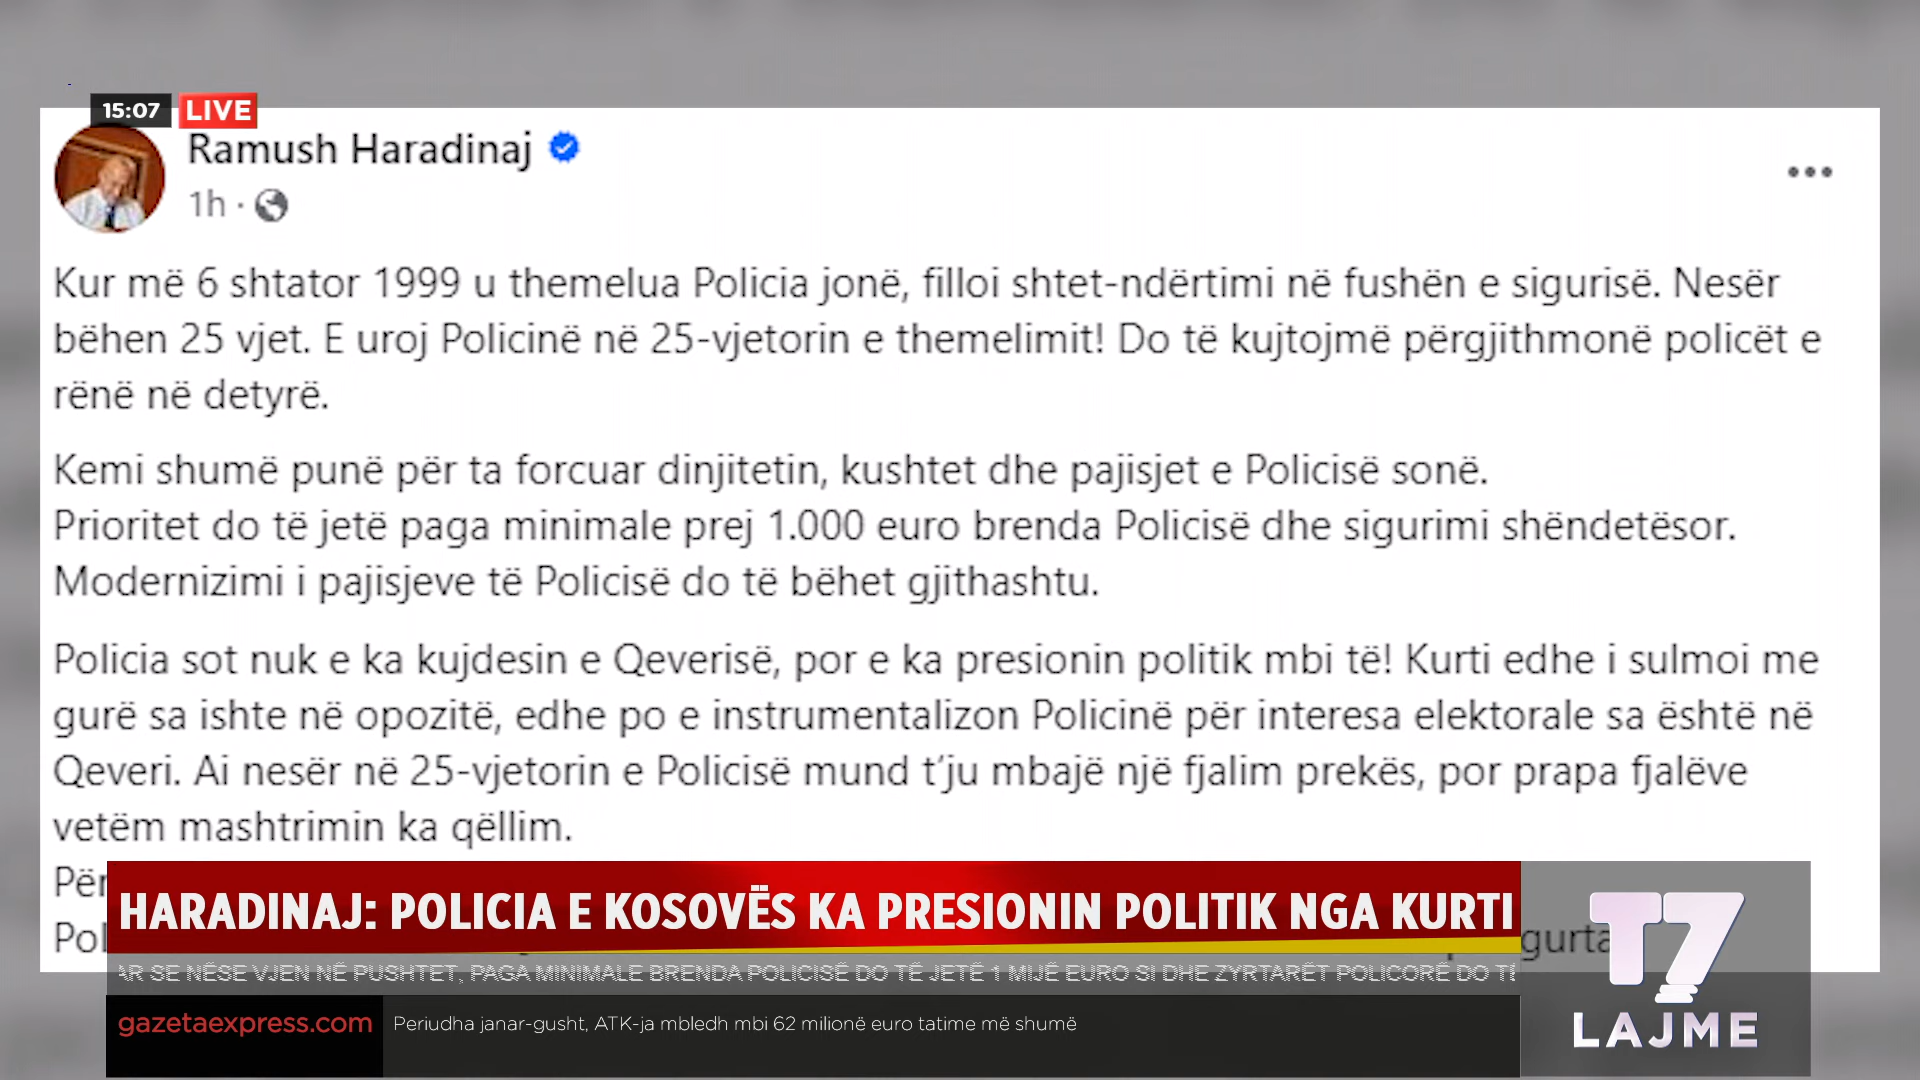 15:07 LIVE
Ramush Haradinaj
1h
Kur më 6 shtator 1999 u themelua Policia jonë, filloi shtet-ndërtimi në fushën e sigurisë. Nesër
bëhen 25 vjet. E uroj Policinë në 25-vjetorin e themelimit! Do të kujtojmë përgjithmonë policët e
rënë në detyrë.
Kemi shumë punë për ta forcuar dinjitetin, kushtet dhe pajisjet e Policisë sonë.
Prioritet do të jetë paga minimale prej 1.000 euro brenda Policisë dhe sigurimi shëndetësor.
Modernizimi i pajisjeve të Policisë do të bëhet gjithashtu.
Policia sot nuk e ka kujdesin e Qeverisë, por e ka presionin politik mbi të! Kurti edhe i sulmoi me
gurë sa ishte në opozitë, edhe po e instrumentalizon Policinë për interesa elektorale sa është në
Qeveri. Ai nesër në 25-vjetorin e Policisë mund t'ju mbajë një fjalim prekës, por prapa fjalëve
vetëm mashtrimin ka qëllim.
HARADINAJ: POLICIA E KOSOVËS KA PRESIONIN POLITIK NGA KURTI
SE NËSE VJEN NË PUSHTET, PAGA MINIMALE BRENDA POLICISË DO TË JETË 1 MIJË EURO SI DHE ZYRTARËT POLICORË DO
gazetaexpress.com Periudha janar-gusht, ATK-ja mbledh mbi 62 milionë euro tatime më shumë
T7
LAJME